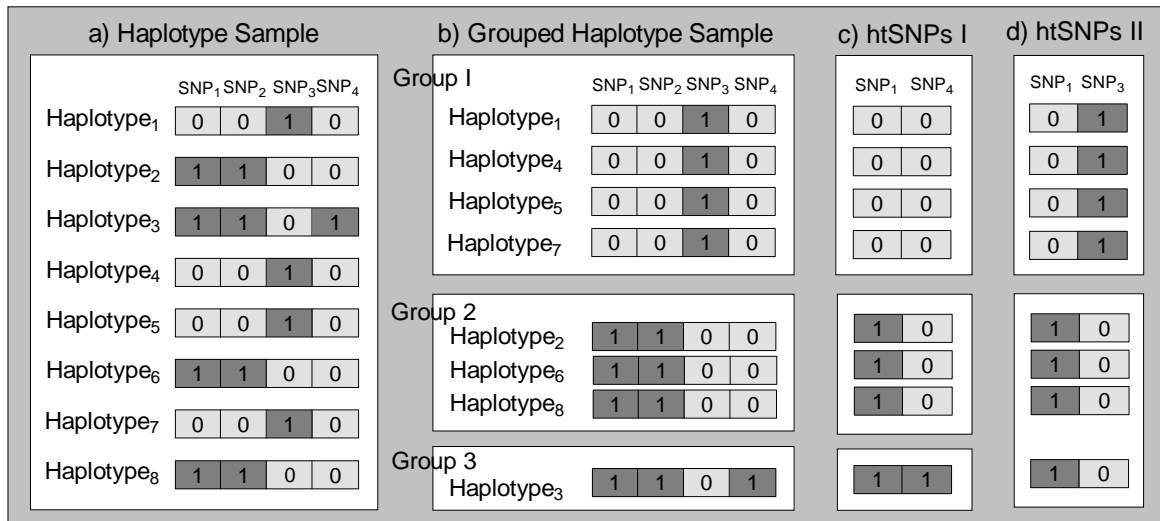 a) Haplotype Sample
SNP₁ SNP₂ SNP₃ SNP₄
Haplotype₁ 0 0 1 0
Haplotype₂ 1 1 0 0
Haplotype₃ 1 1 0 1
Haplotype₄ 0 0 1 0
Haplotype₅ 0 0 1 0
Haplotype₆ 1 1 0 0
Haplotype₇ 0 0 1 0
Haplotype₈ 1 1 0 0
b) Grouped Haplotype Sample
Group I
SNP₁ SNP₂ SNP₃ SNP₄
Haplotype₁ 0 0 1 0
Haplotype₄ 0 0 1 0
Haplotype₅ 0 0 1 0
Haplotype₇ 0 0 1 0
Group 2
Haplotype₂ 1 1 0 0
Haplotype₆ 1 1 0 0
Haplotype₈ 1 1 0 0
Group 3
Haplotype₃ 1 1 0 1
c) htSNPs I
SNP₁ SNP₄
0 0
0 0
0 0
0 0
1 0
1 0
1 0
1 1
d) htSNPs II
SNP₁ SNP₃
0 1
0 1
0 1
0 1
1 0
1 0
1 0
1 0